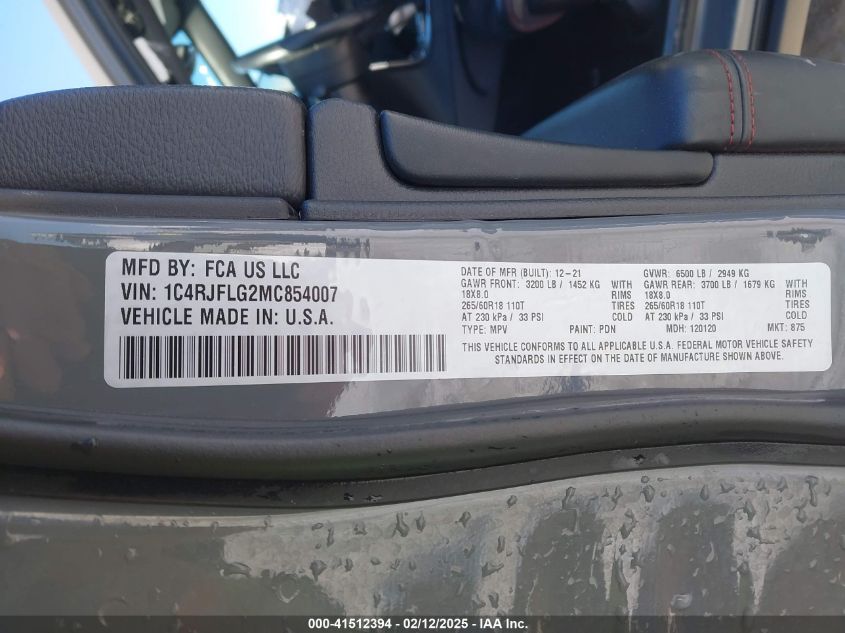 MFD BY: FCA US LLC
VIN: 1C4RJFLG2MC854007
VEHICLE MADE IN: U.S.A.
DATE OF MFR (BUILT): 12-21 GVWR: 6500 LB / 2949 KG
GAWR FRONT: 3200 LB / 1452 KG WITH GAWR REAR: 3700 LB / 1679 KG WITH
18X8.0 RIMS 18X8.0 RIMS
265/60R18 110T TIRES 265/60R18 110T TIRES
AT 230 kPa / 33 PSI COLD AT 230 kPa / 33 PSI COLD
TYPE: MPV PAINT: PDN MDH: 120120 MKT: 875
THIS VEHICLE CONFORMS TO ALL APPLICABLE U.S.A. FEDERAL MOTOR VEHICLE SAFETY
STANDARDS IN EFFECT ON THE DATE OF MANUFACTURE SHOWN ABOVE.
000-41512394 - 02/12/2025 - IAA Inc.